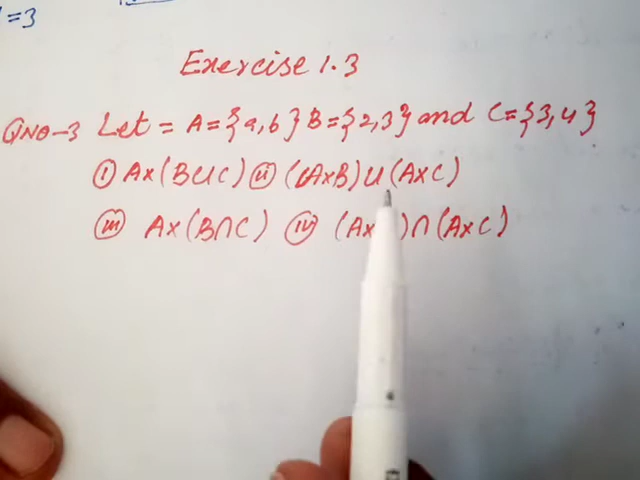 =3
Exercise 1.3
QNO-3 Let = A={a,b} B={2,3} and C={3,4}
(i) A×(B∪C) (ii) (A×B)∪(A×C)
(iii) A×(B∩C) (iv) (A× )∩(A×C)